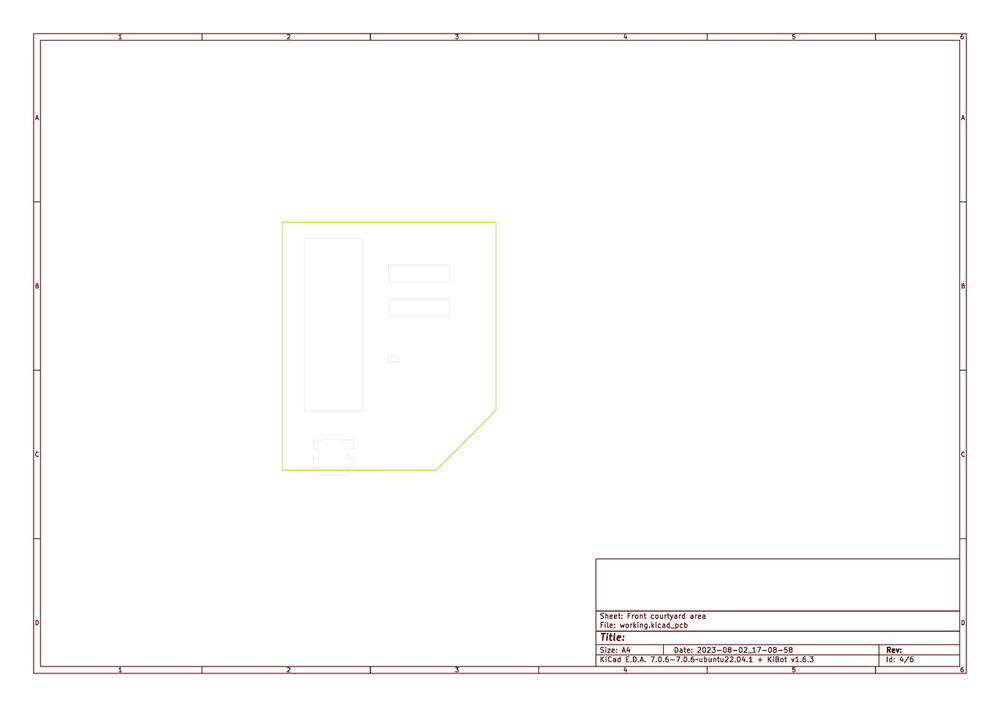 1 2 3 4 5 6
A A
B B
C C
D D
Sheet: Front courtyard area
File: working.kicad_pcb
Title:
Size: A4 Date: 2023-08-02_17-08-58 Rev:
KiCad E.D.A. 7.0.6-7.0.6~ubuntu22.04.1 + KiBot v1.6.3 Id: 4/6
1 2 3 4 5 6